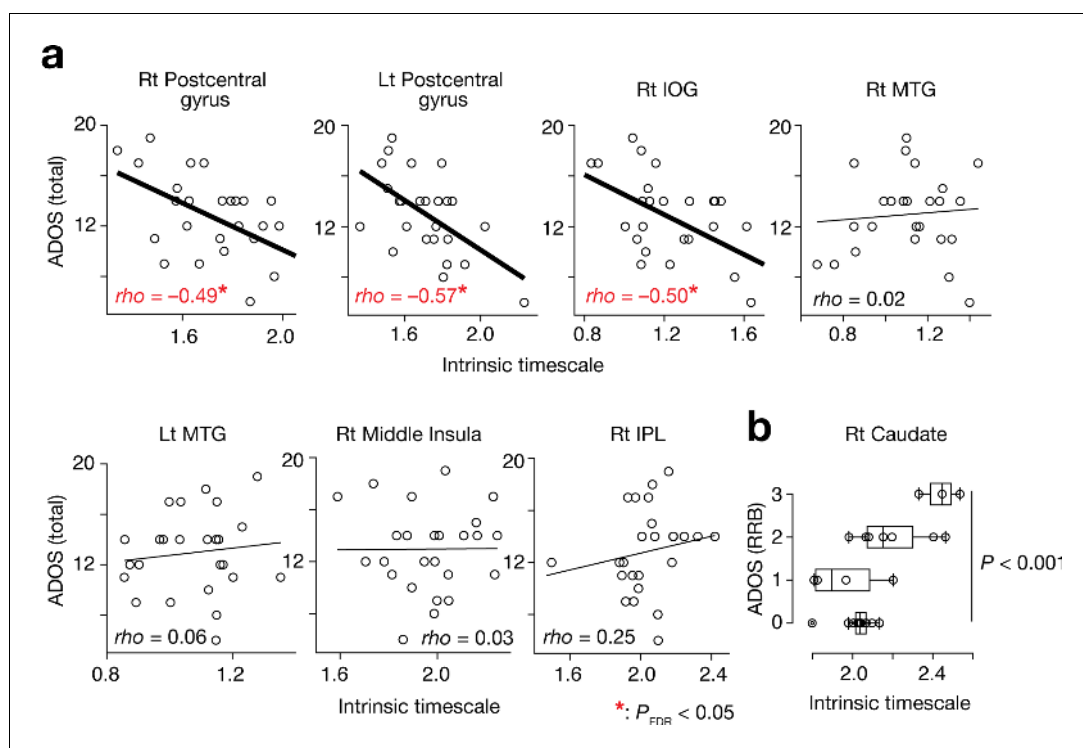 a
Rt Postcentral
gyrus
Lt Postcentral
gyrus
Rt IOG
Rt MTG
ADOS (total)
20
12
20
12
20
12
20
12
rho = −0.49*
rho = −0.57*
rho = −0.50*
rho = 0.02
1.6 2.0
1.6 2.0
0.8 1.2 1.6
0.8 1.2
Intrinsic timescale
Lt MTG
Rt Middle Insula
Rt IPL
ADOS (total)
20
12
20
12
20
12
rho = 0.06
rho = 0.03
rho = 0.25
0.8 1.2
1.6 2.0
1.6 2.0 2.4
Intrinsic timescale
*: PFDR < 0.05
b
Rt Caudate
ADOS (RRB)
3
2
1
0
P < 0.001
2.0 2.4
Intrinsic timescale